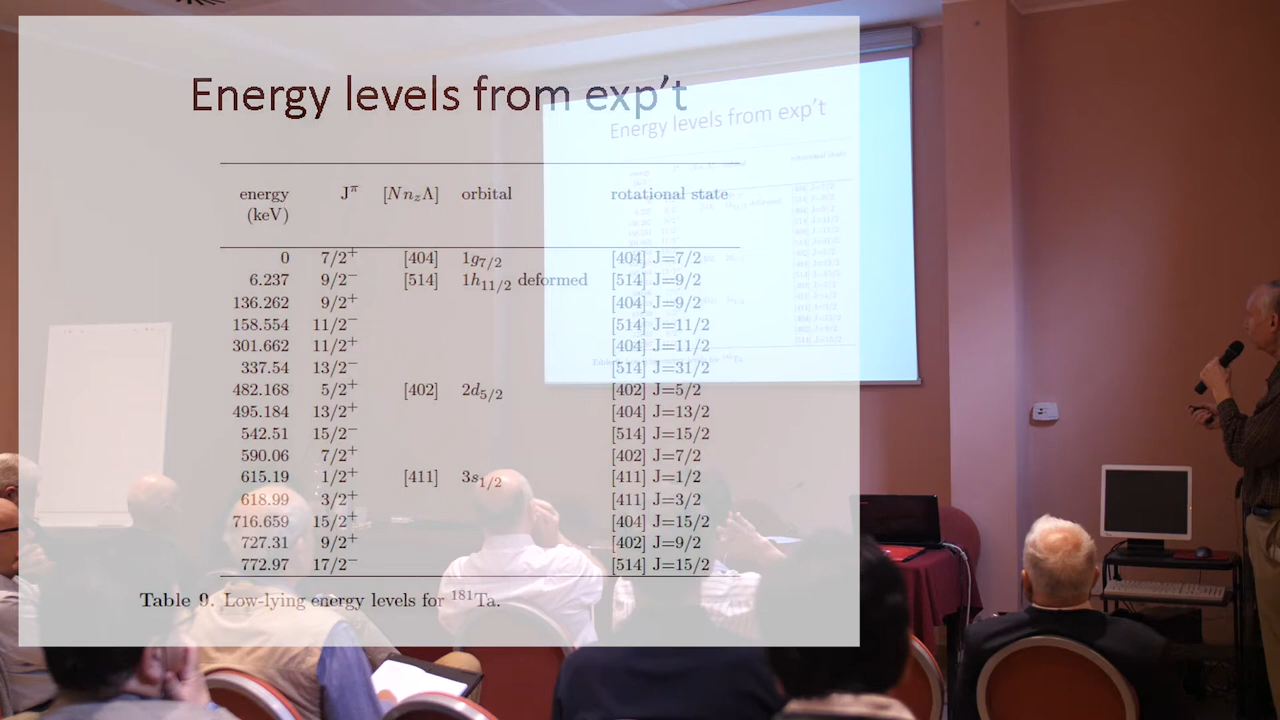 Energy levels from exp't
energy J^π [Nn_zΛ] orbital rotational state
(keV)
0 7/2⁺ [404] 1g_7/2 [404] J=7/2
6.237 9/2⁻ [514] 1h_11/2 deformed [514] J=9/2
136.262 9/2⁺ [404] J=9/2
158.554 11/2⁻ [514] J=11/2
301.662 11/2⁺ [404] J=11/2
337.54 13/2⁻ [514] J=31/2
482.168 5/2⁺ [402] 2d_5/2 [402] J=5/2
495.184 13/2⁺ [404] J=13/2
542.51 15/2⁻ [514] J=15/2
590.06 7/2⁺ [402] J=7/2
615.19 1/2⁺ [411] 3s_1/2 [411] J=1/2
618.99 3/2⁺ [411] J=3/2
716.659 15/2⁺ [404] J=15/2
727.31 9/2⁺ [402] J=9/2
772.97 17/2⁻ [514] J=15/2
Table 9. Low-lying energy levels for ¹⁸¹Ta.
Energy levels from exp't